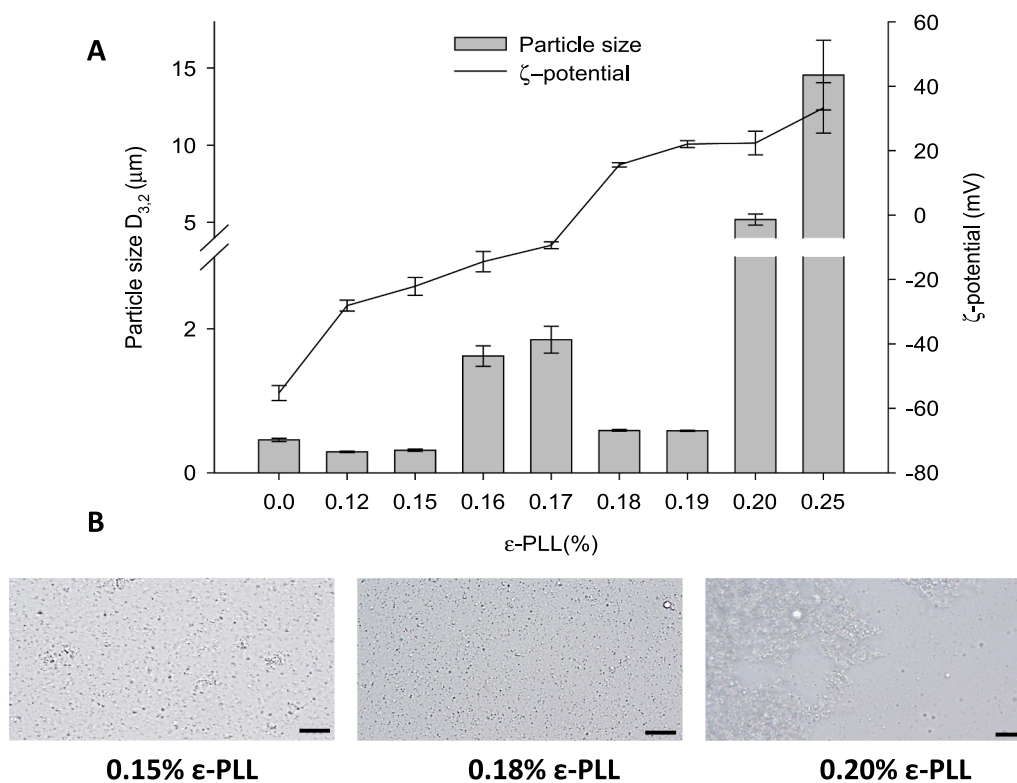 A
Particle size
ζ–potential
Particle size D3,2 (μm)
15
10
5
2
0
60
40
20
0
-20
-40
-60
-80
ζ-potential (mV)
0.0 0.12 0.15 0.16 0.17 0.18 0.19 0.20 0.25
ε-PLL(%)
B
0.15% ε-PLL 0.18% ε-PLL 0.20% ε-PLL